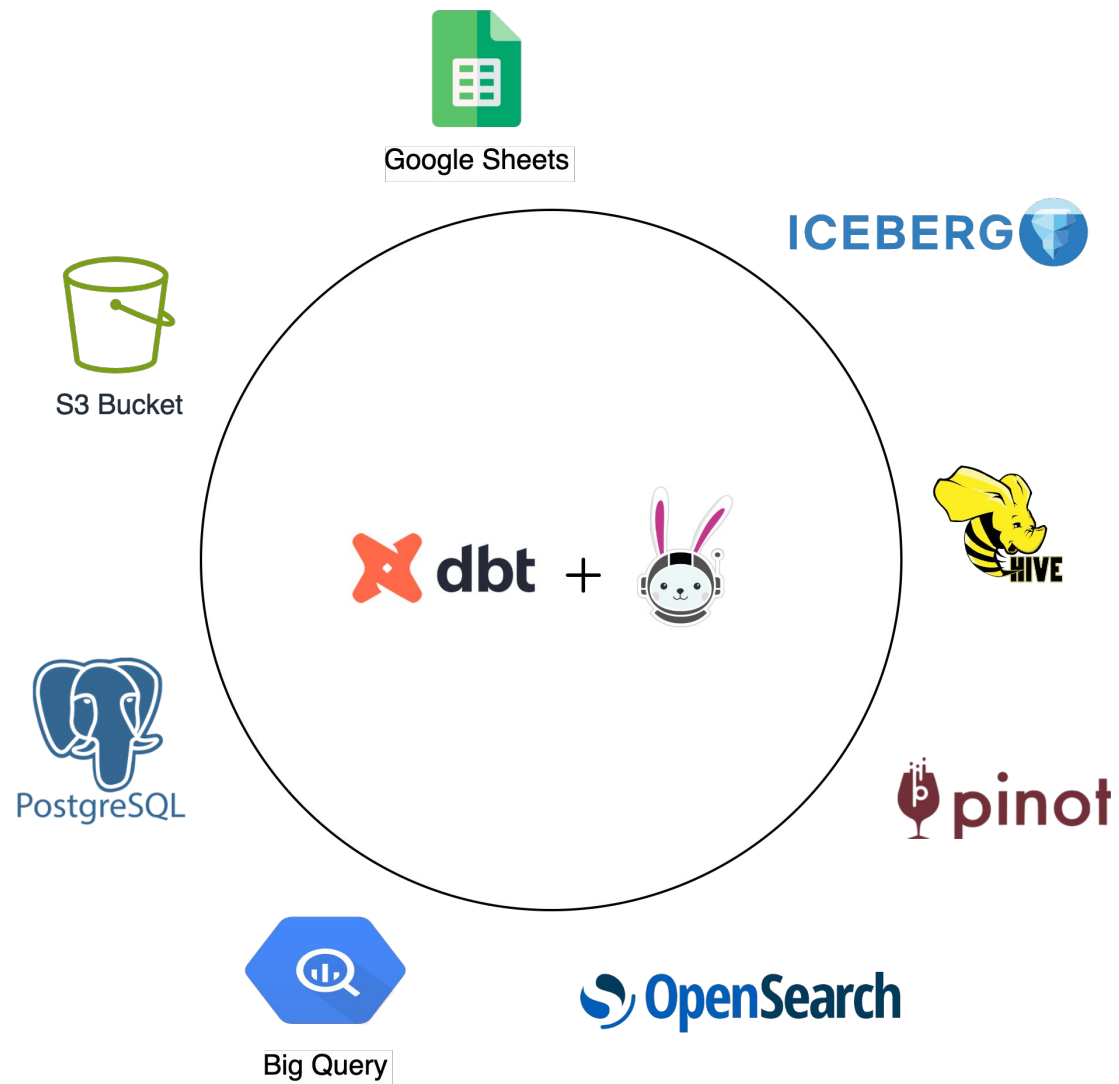 Google Sheets
ICEBERG
S3 Bucket
HIVE
dbt +
PostgreSQL
pinot
OpenSearch
Big Query